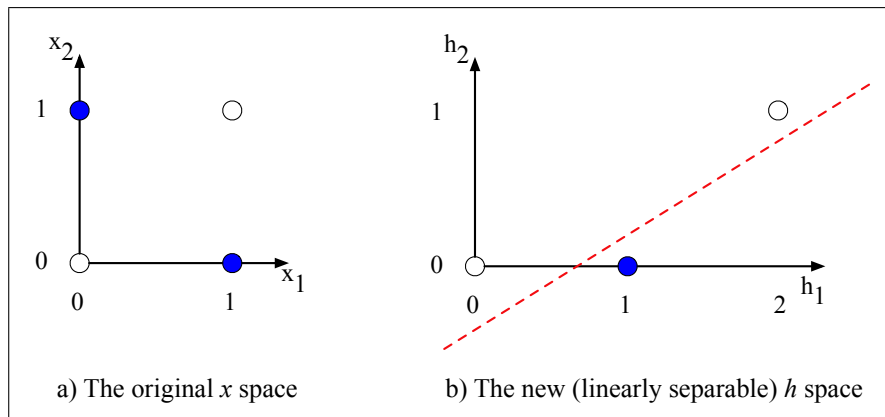 x2
1
0
0
1
x1
a) The original x space
h2
1
0
0
1
2
h1
b) The new (linearly separable) h space